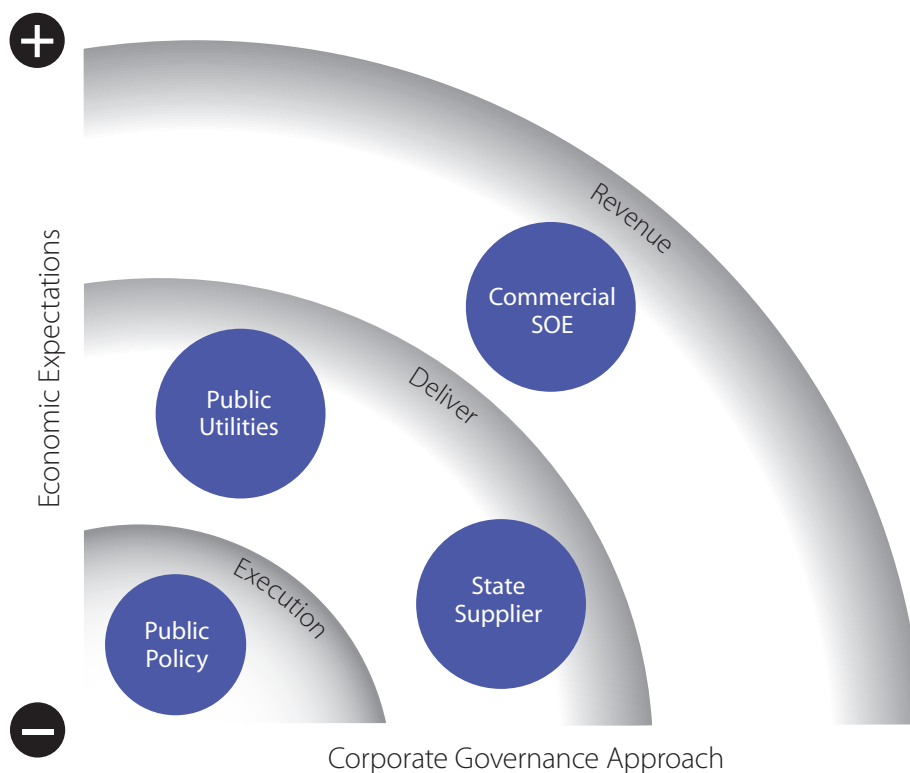 +
Revenue
Commercial
SOE
Economic Expectations
Deliver
Public
Utilities
Execution
State
Supplier
Public
Policy
−
Corporate Governance Approach